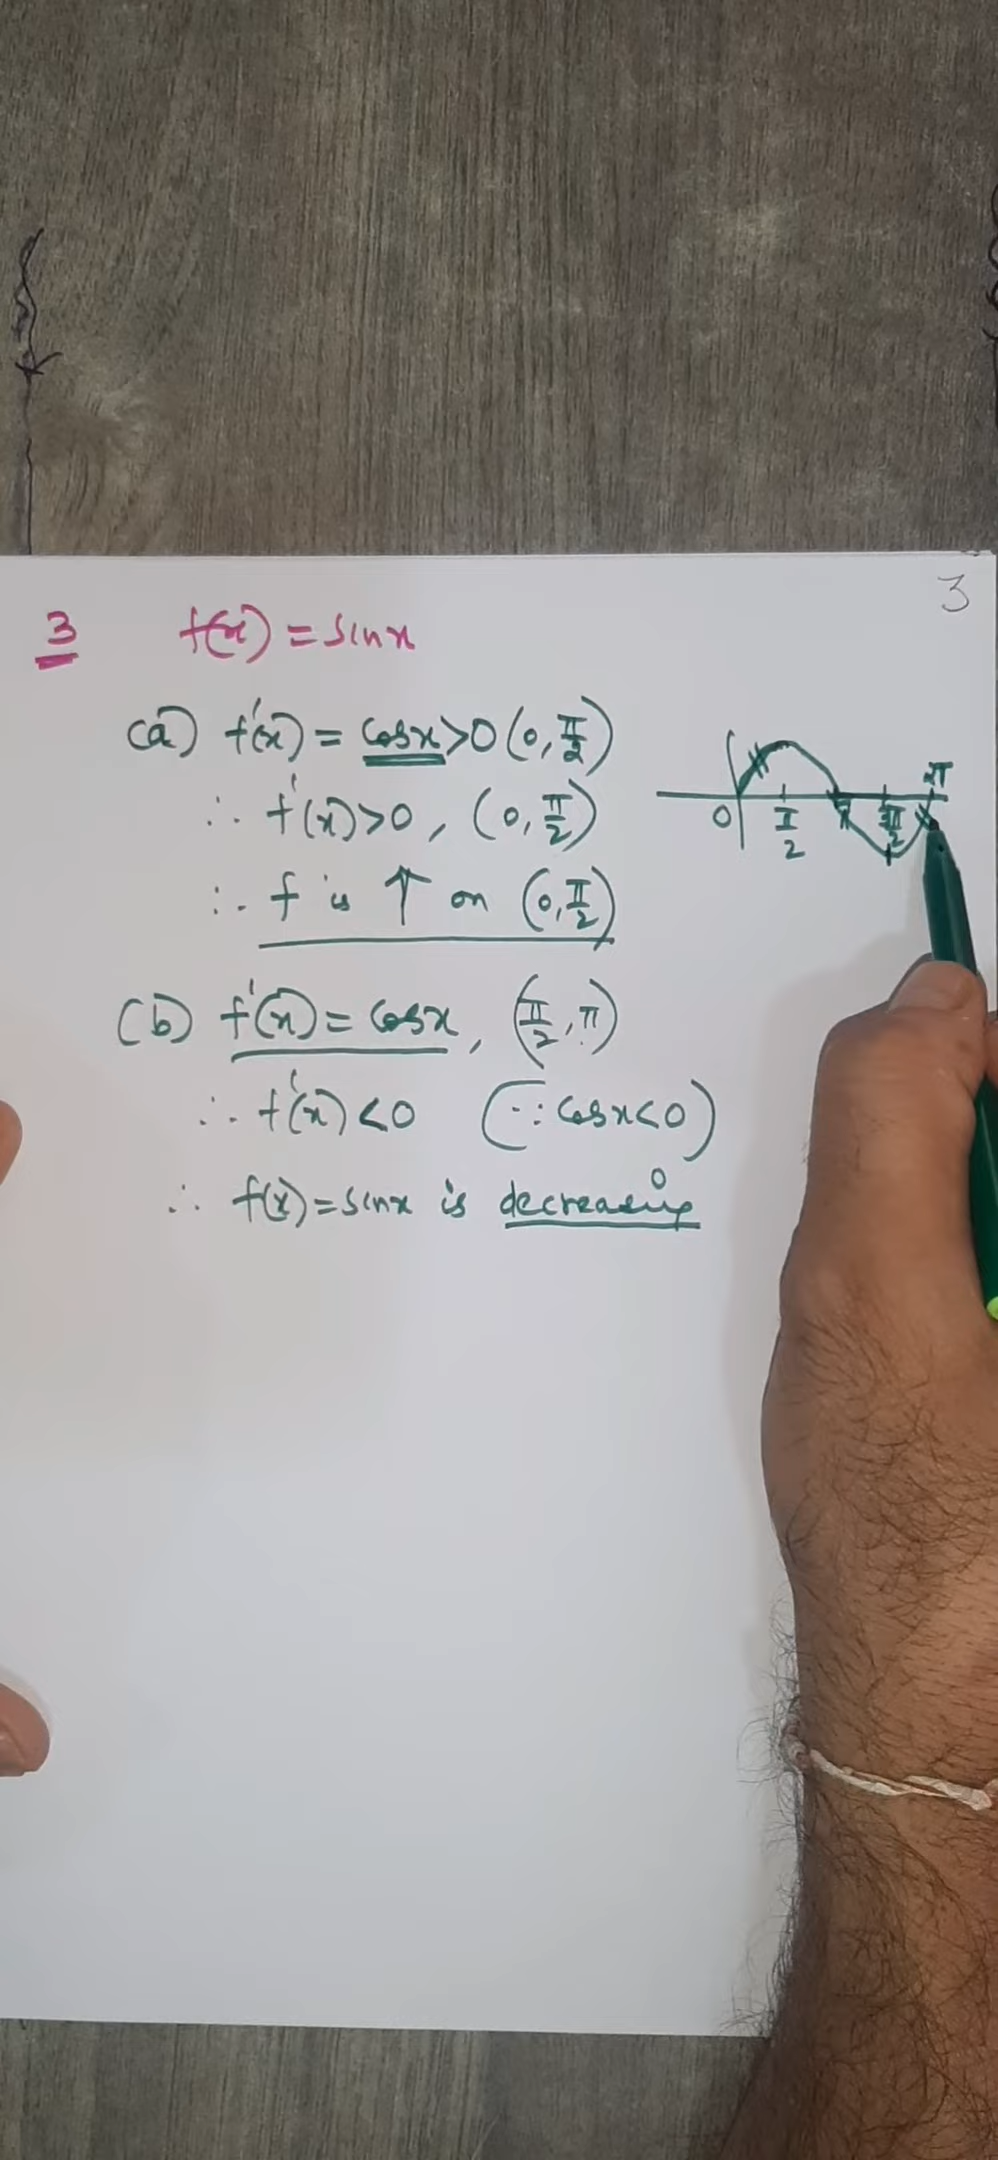 3
3 f(x) = sinx
(a) f'(x) = cosx>0 (0, π/2)
∴ f'(x)>0, (0, π/2)
∴ f is ↑ on (0, π/2)
(b) f'(x) = cosx, (π/2, π)
∴ f'(x) <0 (∵ cosx<0)
∴ f(x)=sinx is decreasing
0 π/2 π 3π/2 2π